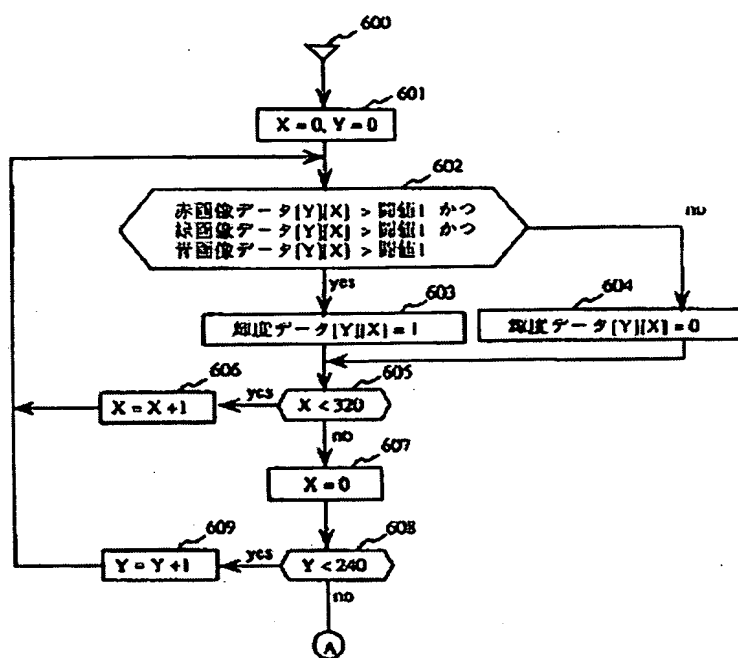 600
601
X = 0, Y = 0
602
赤画像データ[Y][X] > 閾値1 かつ
緑画像データ[Y][X] > 閾値1 かつ
青画像データ[Y][X] > 閾値1
no
yes
603
604
輝度データ[Y][X] = 1
輝度データ[Y][X] = 0
606
605
X = X +1
yes
X < 320
no
607
X = 0
609
608
Y = Y +1
yes
Y < 240
no
A